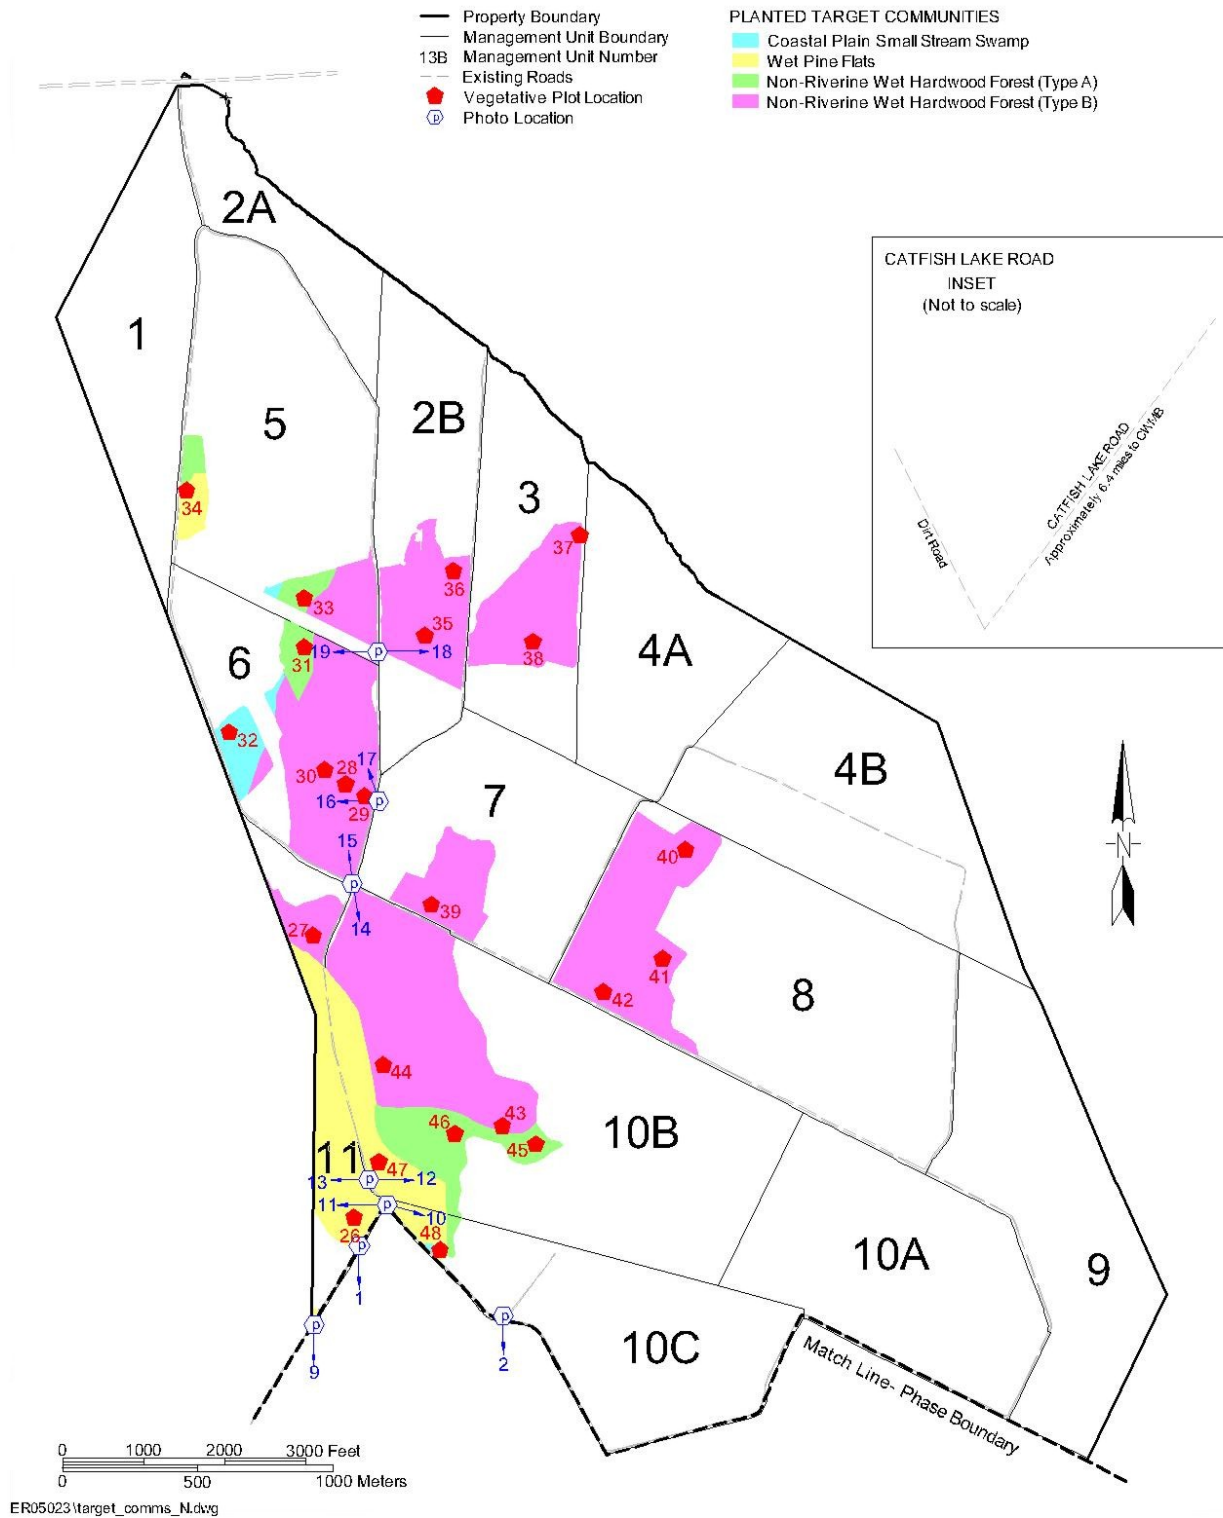 Property Boundary
Management Unit Boundary
13B Management Unit Number
Existing Roads
Vegetative Plot Location
p Photo Location
PLANTED TARGET COMMUNITIES
Coastal Plain Small Stream Swamp
Wet Pine Flats
Non-Riverine Wet Hardwood Forest (Type A)
Non-Riverine Wet Hardwood Forest (Type B)
2A
CATFISH LAKE ROAD
INSET
(Not to scale)
1
5
2B
3
CATFISH LAKE ROAD
Approximately 6.4 miles to CWMB
Dirt Road
34
37
36
33
35
31
19
p
18
38
4A
6
32
17
4B
30
28
16
29
p
7
15
40
p
39
14
27
41
42
8
N
44
43
46
45
10B
11
47
13
p
12
11
p
10
26
48
p
10A
9
1
p
9
p
2
10C
Match Line- Phase Boundary
0 1000 2000 3000 Feet
0 500 1000 Meters
ER05023\target_comms_N.dwg